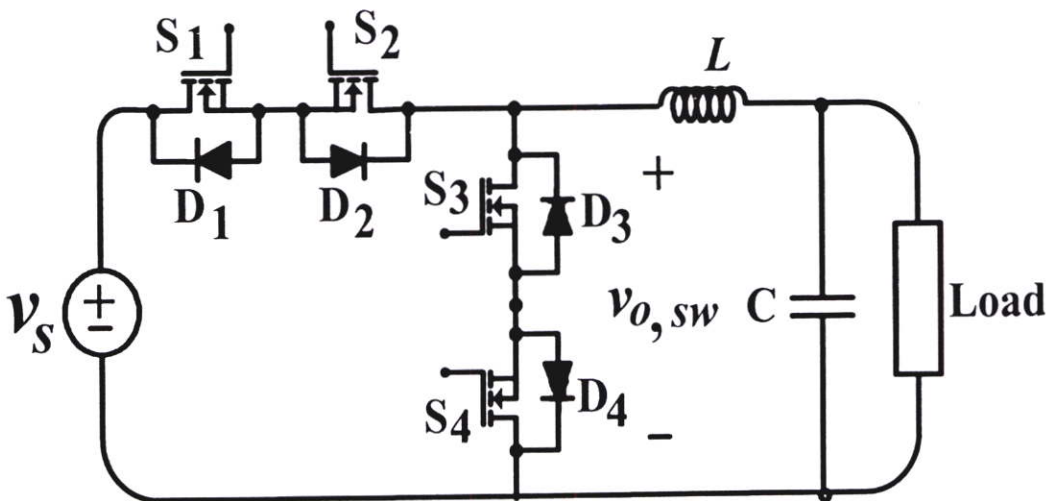 S1
S2
L
D1
D2
S3
+
D3
vs
+
−
vo, sw
C
Load
S4
D4
−